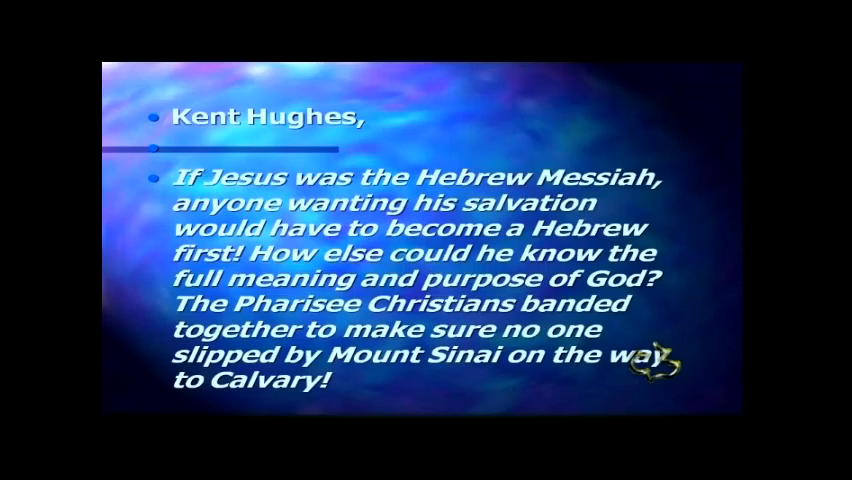 Kent Hughes,
If Jesus was the Hebrew Messiah,
anyone wanting his salvation
would have to become a Hebrew
first! How else could he know the
full meaning and purpose of God?
The Pharisee Christians banded
together to make sure no one
slipped by Mount Sinai on the way
to Calvary!